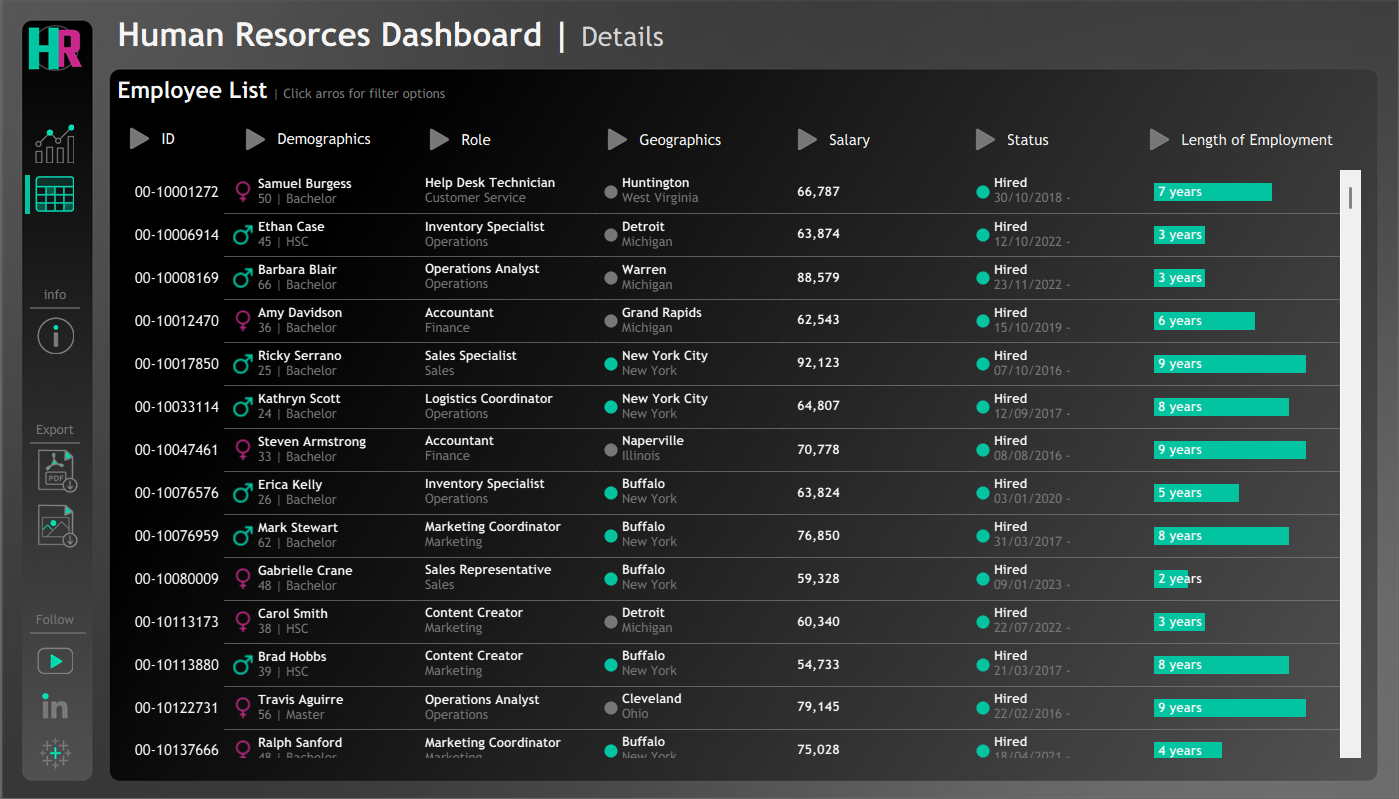 HR
Human Resorces Dashboard | Details
Employee List | Click arros for filter options
ID Demographics Role Geographics Salary Status Length of Employment
00-10001272 Samuel Burgess Help Desk Technician Huntington 66,787 Hired 7 years
50 | Bachelor Customer Service West Virginia 30/10/2018 -
00-10006914 Ethan Case Inventory Specialist Detroit 63,874 Hired 3 years
45 | HSC Operations Michigan 12/10/2022 -
00-10008169 Barbara Blair Operations Analyst Warren 88,579 Hired 3 years
66 | Bachelor Operations Michigan 23/11/2022 -
00-10012470 Amy Davidson Accountant Grand Rapids 62,543 Hired 6 years
36 | Bachelor Finance Michigan 15/10/2019 -
00-10017850 Ricky Serrano Sales Specialist New York City 92,123 Hired 9 years
25 | Bachelor Sales New York 07/10/2016 -
00-10033114 Kathryn Scott Logistics Coordinator New York City 64,807 Hired 8 years
24 | Bachelor Operations New York 12/09/2017 -
00-10047461 Steven Armstrong Accountant Naperville 70,778 Hired 9 years
33 | Bachelor Finance Illinois 08/08/2016 -
00-10076576 Erica Kelly Inventory Specialist Buffalo 63,824 Hired 5 years
26 | Bachelor Operations New York 03/01/2020 -
00-10076959 Mark Stewart Marketing Coordinator Buffalo 76,850 Hired 8 years
62 | Bachelor Marketing New York 31/03/2017 -
00-10080009 Gabrielle Crane Sales Representative Buffalo 59,328 Hired 2 years
48 | Bachelor Sales New York 09/01/2023 -
00-10113173 Carol Smith Content Creator Detroit 60,340 Hired 3 years
38 | HSC Marketing Michigan 22/07/2022 -
00-10113880 Brad Hobbs Content Creator Buffalo 54,733 Hired 8 years
39 | HSC Marketing New York 21/03/2017 -
00-10122731 Travis Aguirre Operations Analyst Cleveland 79,145 Hired 9 years
56 | Master Operations Ohio 22/02/2016 -
00-10137666 Ralph Sanford Marketing Coordinator Buffalo 75,028 Hired 4 years
48 | Bachelor Marketing New York 18/04/2021 -
info
Export
PDF
Follow
in